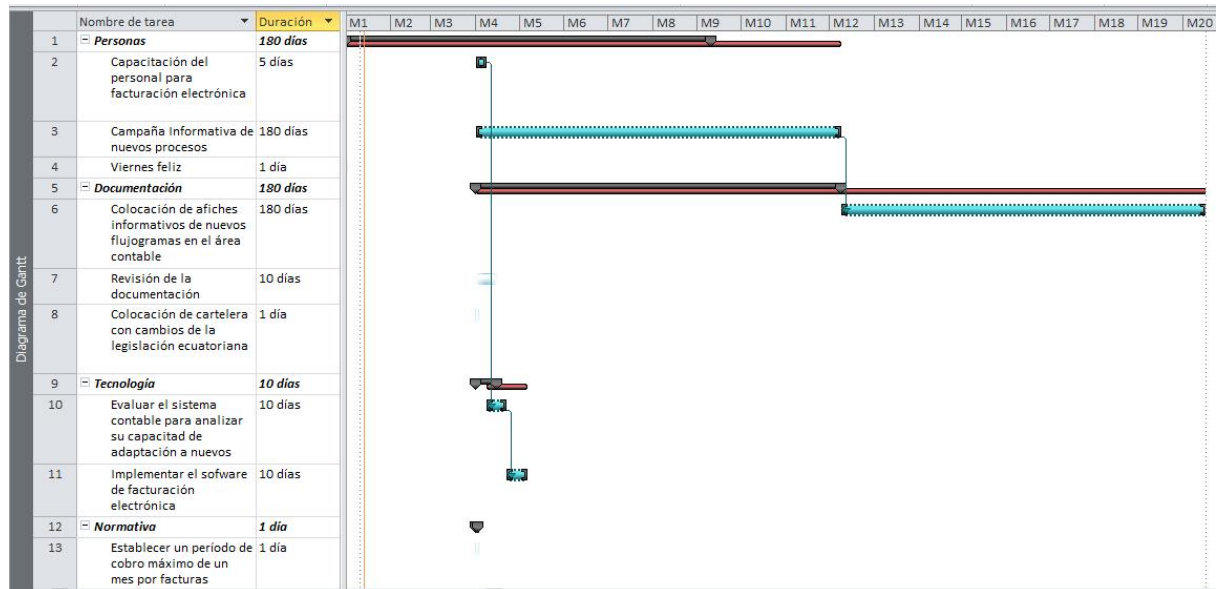 Nombre de tarea Duración M1 M2 M3 M4 M5 M6 M7 M8 M9 M10 M11 M12 M13 M14 M15 M16 M17 M18 M19 M20
1 Personas 180 días
2 Capacitación del 5 días
personal para
facturación electrónica
3 Campaña Informativa de 180 días
nuevos procesos
4 Viernes feliz 1 día
5 Documentación 180 días
6 Colocación de afiches 180 días
informativos de nuevos
flujogramas en el área
contable
7 Revisión de la 10 días
documentación
8 Colocación de cartelera 1 día
con cambios de la
legislación ecuatoriana
9 Tecnología 10 días
10 Evaluar el sistema 10 días
contable para analizar
su capacitad de
adaptación a nuevos
11 Implementar el sofware 10 días
de facturación
electrónica
12 Normativa 1 día
13 Establecer un período de 1 día
cobro máximo de un
mes por facturas
Diagrama de Gantt